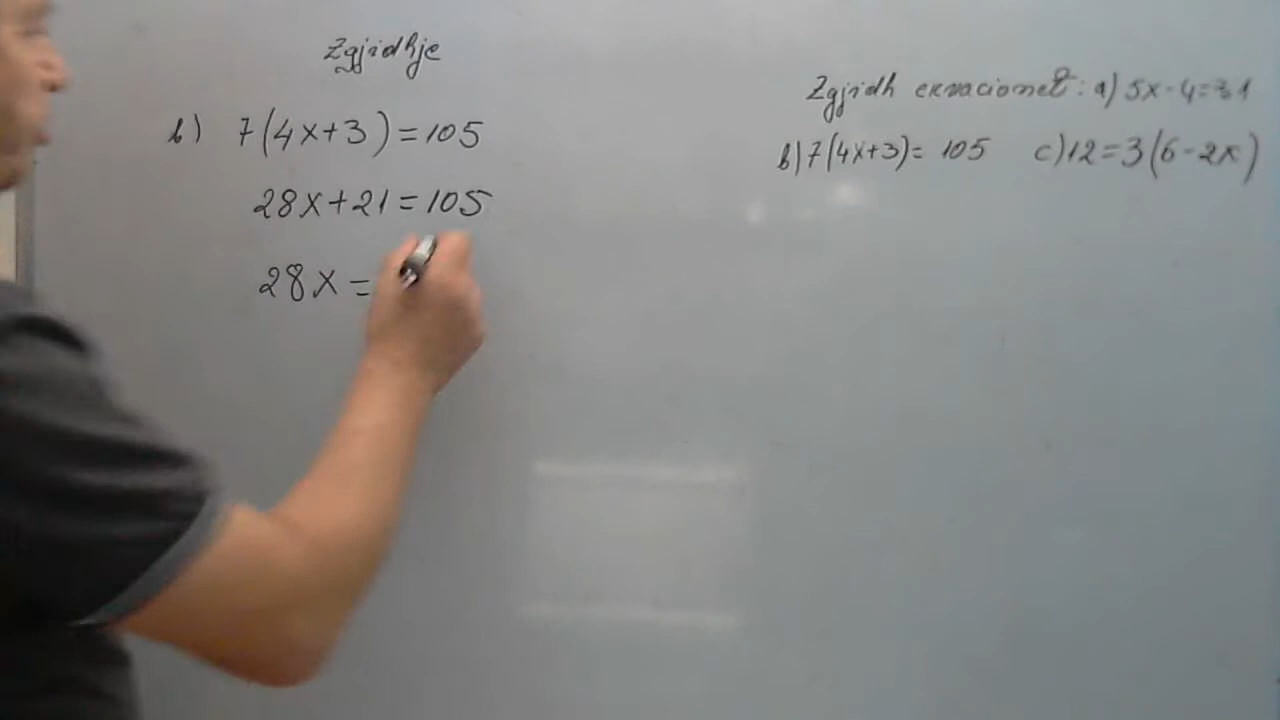 Zgjidhje
b) 7(4x+3)=105
28x+21=105
28x=
Zgjidh ekuacionet: a) 5x-4=31
b) 7(4x+3)= 105 c) 12=3(6-2x)